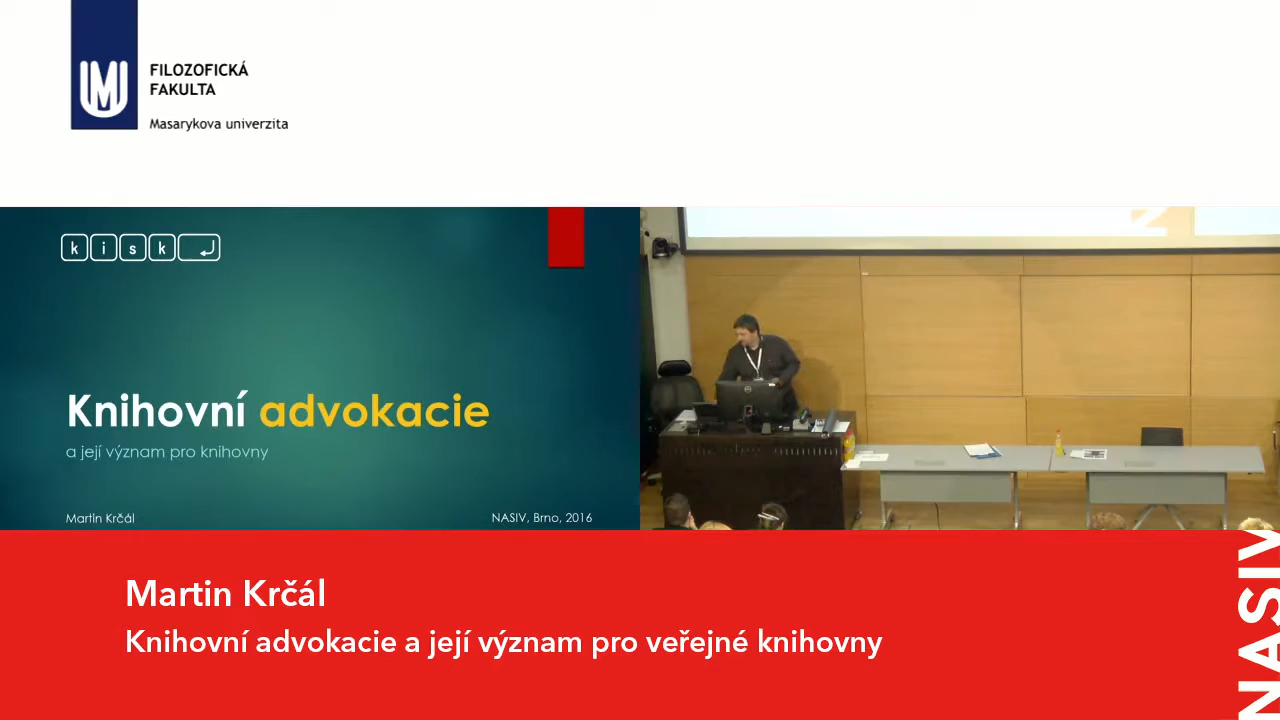 FILOZOFICKÁ
FAKULTA
Masarykova univerzita
kisk
Knihovní advokacie
a její význam pro knihovny
Martin Krčál
NASIV, Brno, 2016
Martin Krčál
Knihovní advokacie a její význam pro veřejné knihovny
NASIV